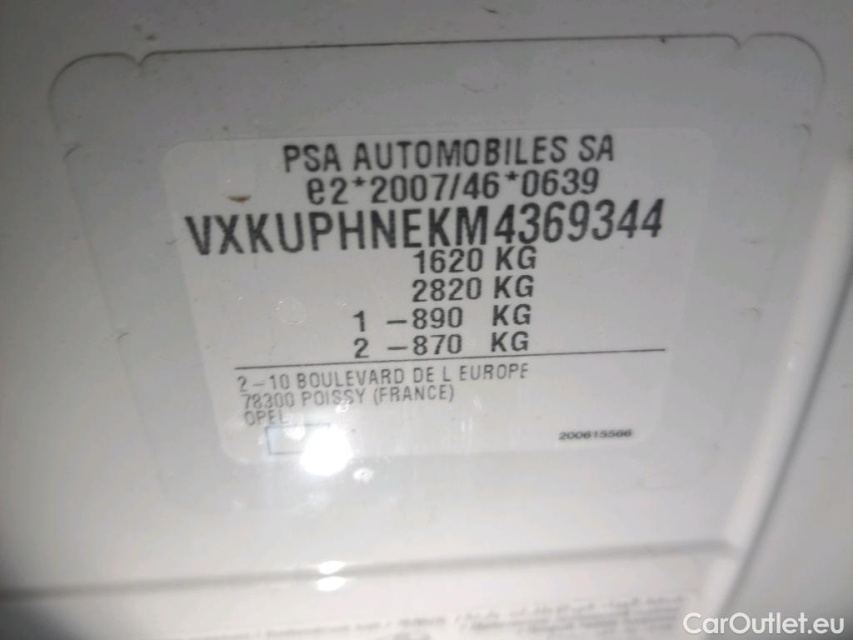 PSA AUTOMOBILES SA
e2*2007/46*0639
VXKUPHNEKM4369344
1620 KG
2820 KG
1 -890 KG
2 -870 KG
2-10 BOULEVARD DE L EUROPE
78300 POISSY (FRANCE)
OPEL
200615566
CarOutlet.eu